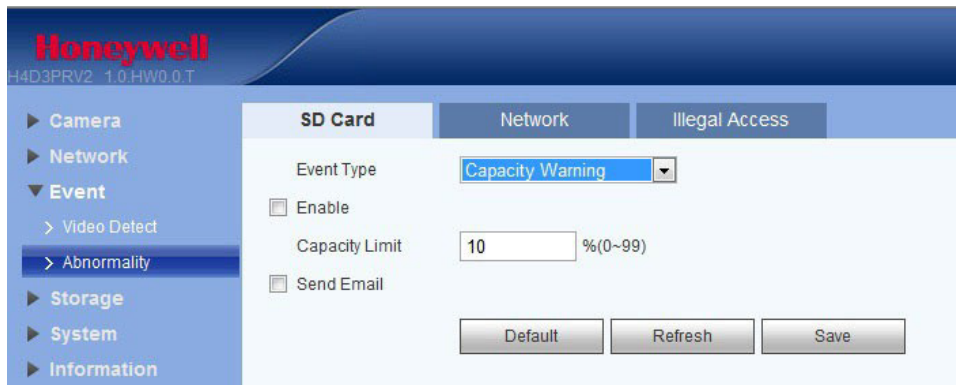 Honeywell
H4D3PRV2 1.0.HW0.0.T
Camera
Network
Event
Video Detect
Abnormality
Storage
System
Information
SD Card Network Illegal Access
Event Type Capacity Warning
Enable
Capacity Limit 10 %(0~99)
Send Email
Default Refresh Save